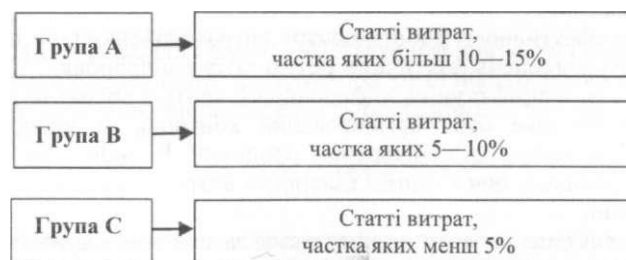 Група А
Статті витрат,
частка яких більш 10—15%
Група В
Статті витрат,
частка яких 5—10%
Група С
Статті витрат,
частка яких менш 5%